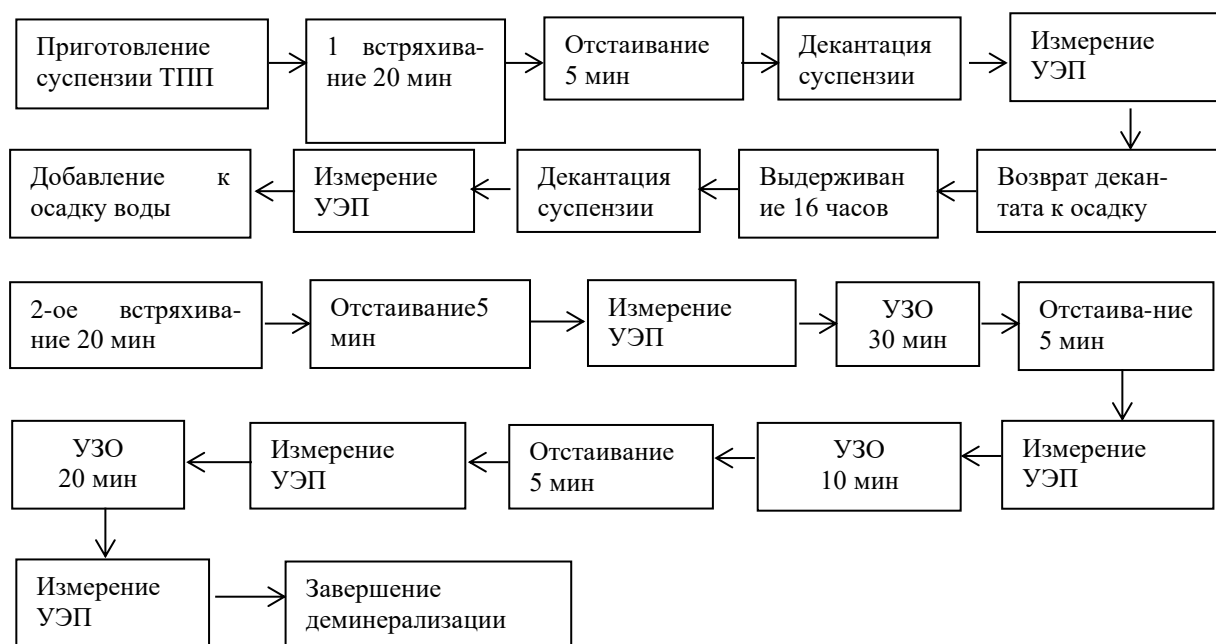 Приготовление
суспензии ТПП
1 встряхива-
ние 20 мин
Отстаивание
5 мин
Декантация
суспензии
Измерение
УЭП
Возврат декан-
тата к осадку
Выдерживан
ие 16 часов
Декантация
суспензии
Измерение
УЭП
Добавление к
осадку воды
2-ое встряхива-
ние 20 мин
Отстаивание5
мин
Измерение
УЭП
УЗО
30 мин
Отстаива-ние
5 мин
Измерение
УЭП
УЗО
10 мин
Отстаивание
5 мин
Измерение
УЭП
УЗО
20 мин
Измерение
УЭП
Завершение
деминерализации